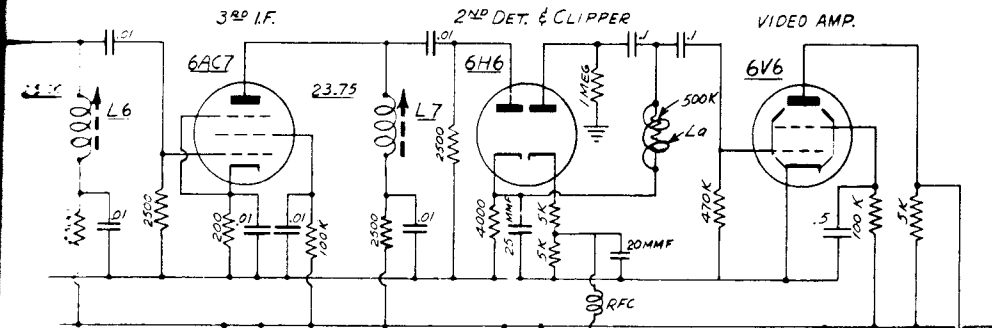 3RD I.F.
2ND DET. & CLIPPER
VIDEO AMP.
.01
6AC7
.01
6H6
.1
.1
6V6
L6
23.75
L7
2500
1 MEG
500K
La
.01
2500
200
.01
.01
100K
2500
.01
4000
25 MMF
5K
5K
20MMF
RFC
470K
.5
100K
5K